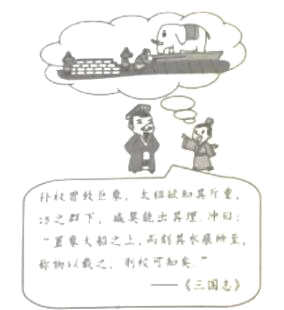 孙权曾致巨象，太祖欲知其斤重，
访之群下，咸莫能出其理。冲曰：
“置象大船之上，而刻其水痕所至，
称物以载之，则校可知矣。”
——《三国志》